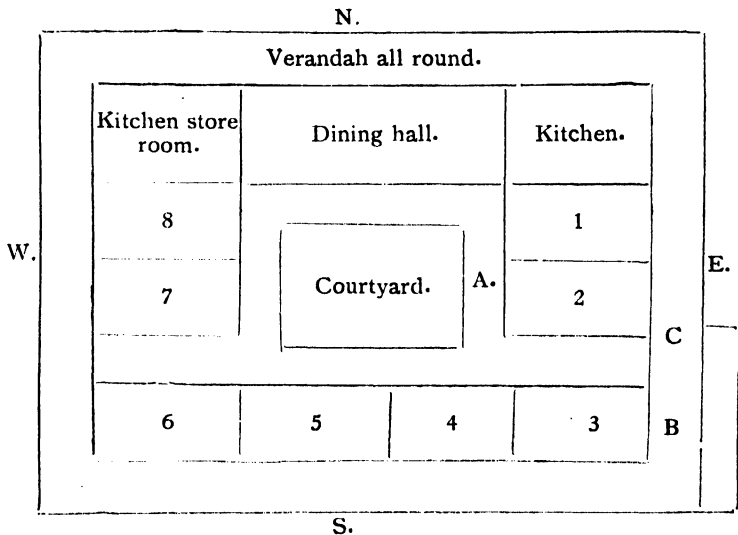 N.
Verandah all round.
Kitchen store
room.
Dining hall.
Kitchen.
8
1
W.
Courtyard.
A.
E.
7
2
C
6
5
4
3
B
S.